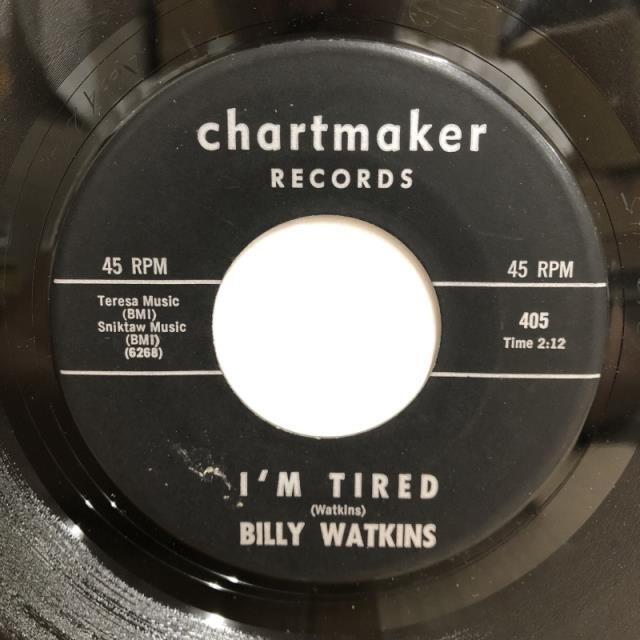 chartmaker
RECORDS
45 RPM
45 RPM
Teresa Music
(BMI)
Sniktaw Music
(BMI)
(6268)
405
Time 2:12
I'M TIRED
(Watkins)
BILLY WATKINS